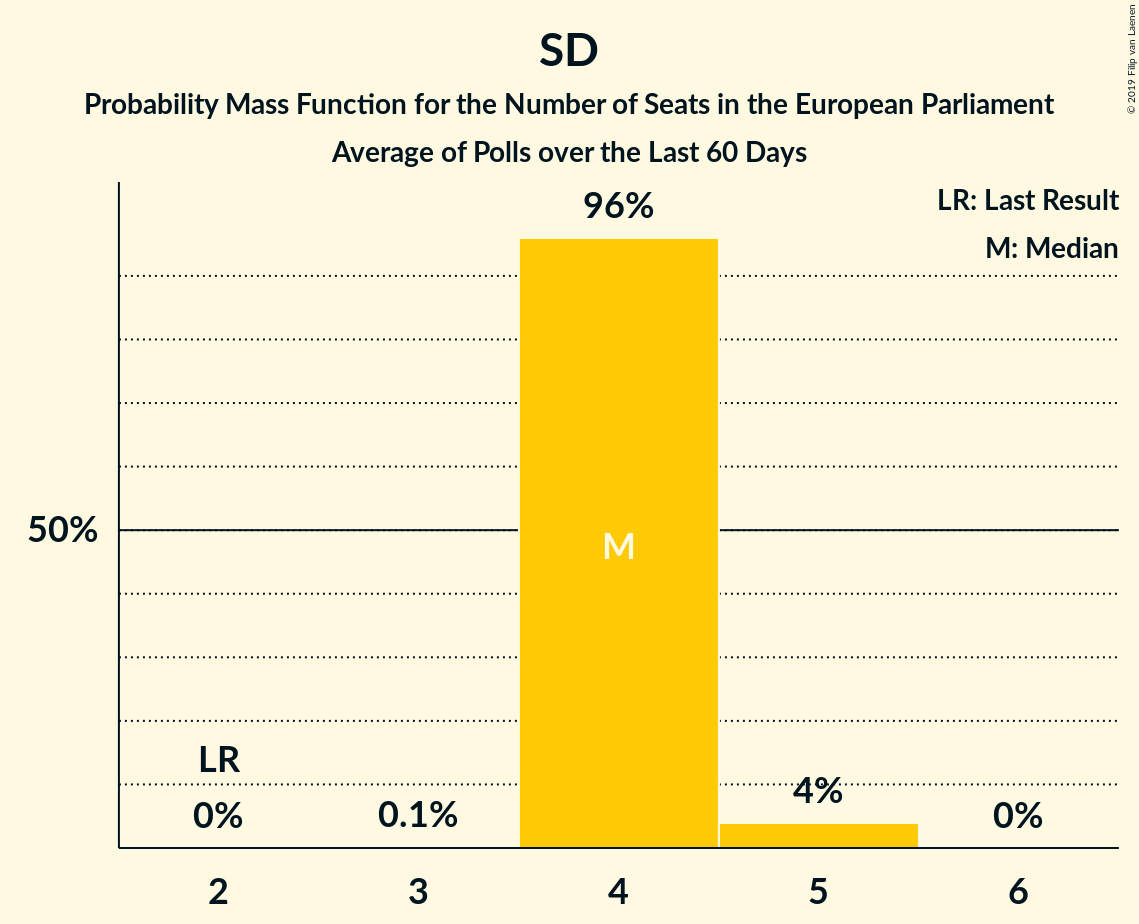 SD
Probability Mass Function for the Number of Seats in the European Parliament
Average of Polls over the Last 60 Days
© 2019 Filip van Laenen
LR: Last Result
M: Median
96%
50%
M
LR
0%
0.1%
4%
0%
2
3
4
5
6